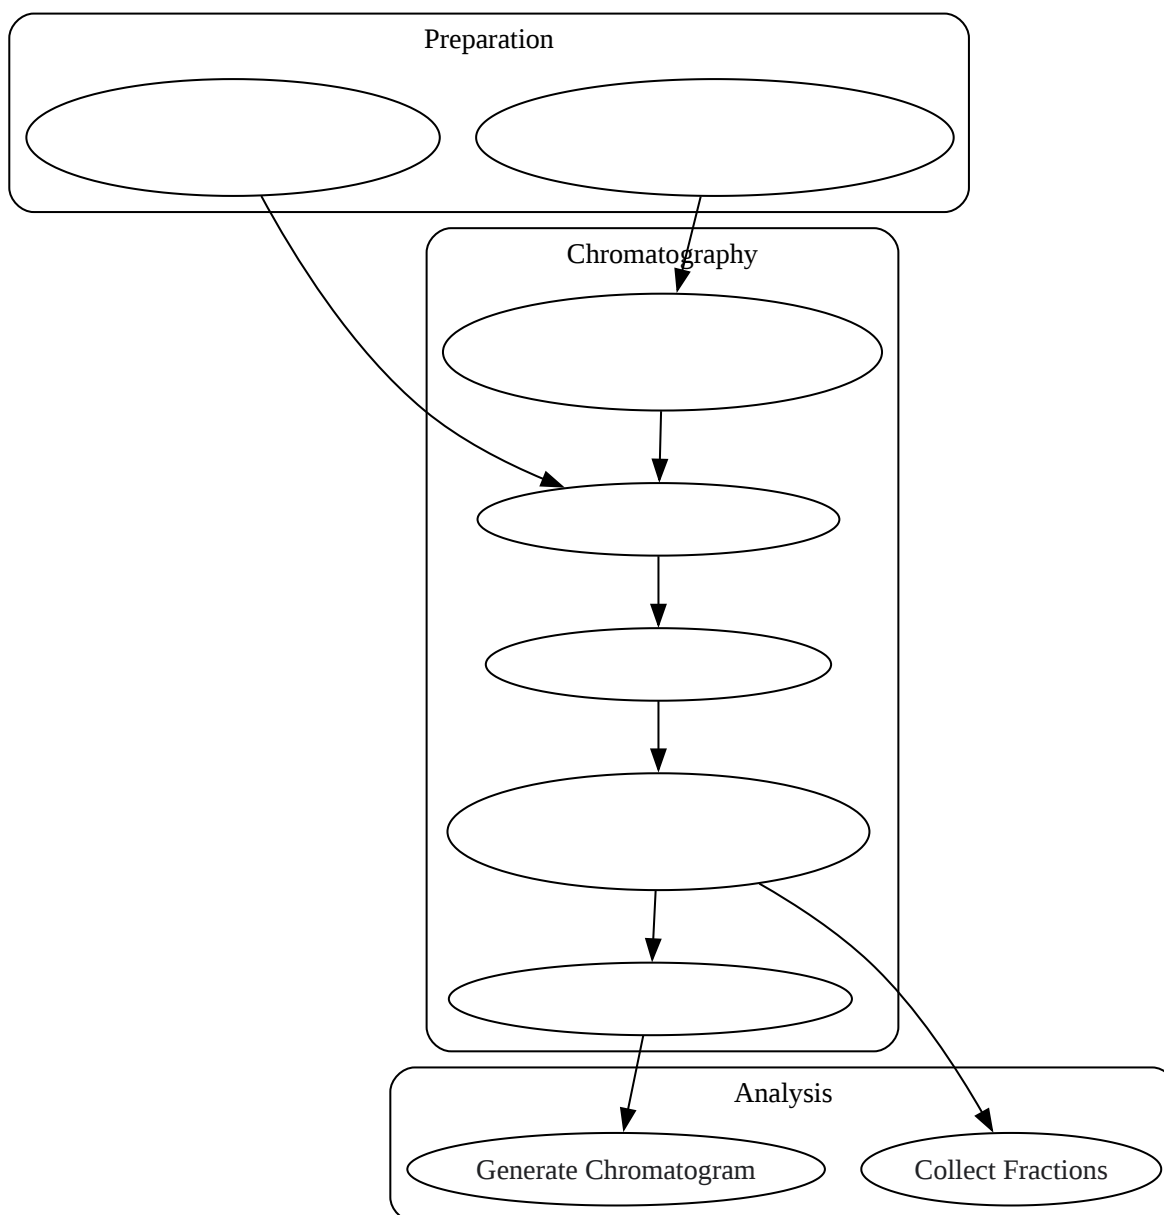 Preparation
Chromatography
Analysis
Generate Chromatogram
Collect Fractions